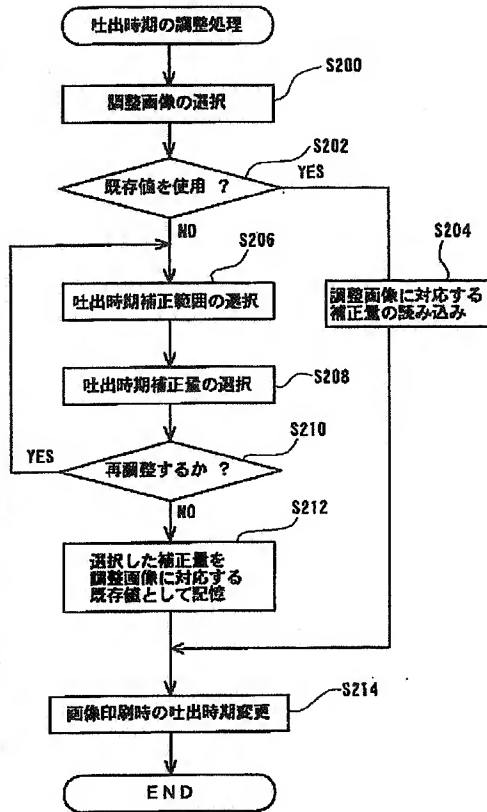 吐出時期の調整処理
S200
調整画像の選択
S202
既存値を使用 ?
YES
NO
S204
調整画像に対応する
補正量の読み込み
S206
吐出時期補正範囲の選択
S208
吐出時期補正量の選択
S210
YES
再調整するか ?
NO
S212
選択した補正量を
調整画像に対応する
既存値として記憶
S214
画像印刷時の吐出時期変更
END